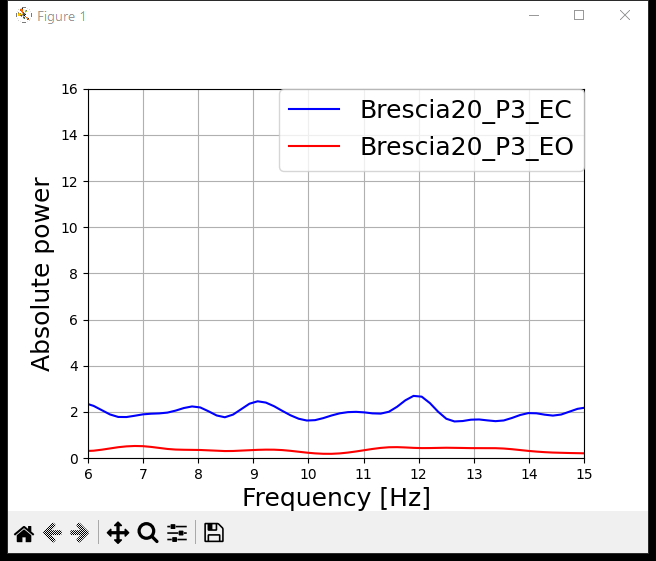 Figure 1
Brescia20_P3_EC
Brescia20_P3_EO
Absolute power
16
14
12
10
8
6
4
2
0
6 7 8 9 10 11 12 13 14 15
Frequency [Hz]